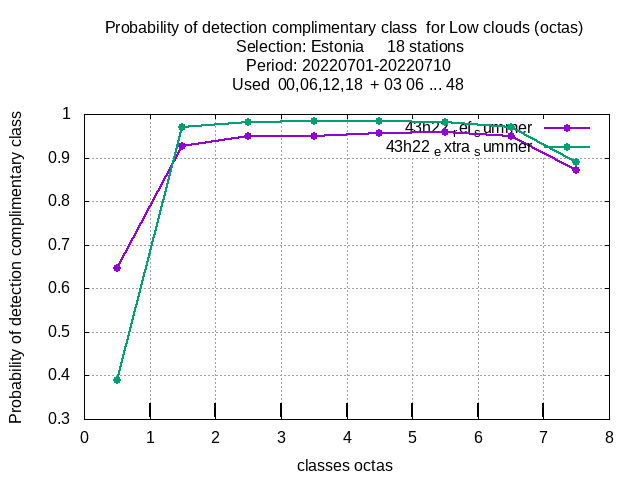 Probability of detection complimentary class  for Low clouds (octas)
Selection: Estonia     18 stations
Period: 20220701-20220710
Used  00,06,12,18  + 03 06 ... 48
43h22_ref_summer
43h22_extra_summer
Probability of detection complimentary class
1
0.9
0.8
0.7
0.6
0.5
0.4
0.3
0 1 2 3 4 5 6 7 8
classes octas